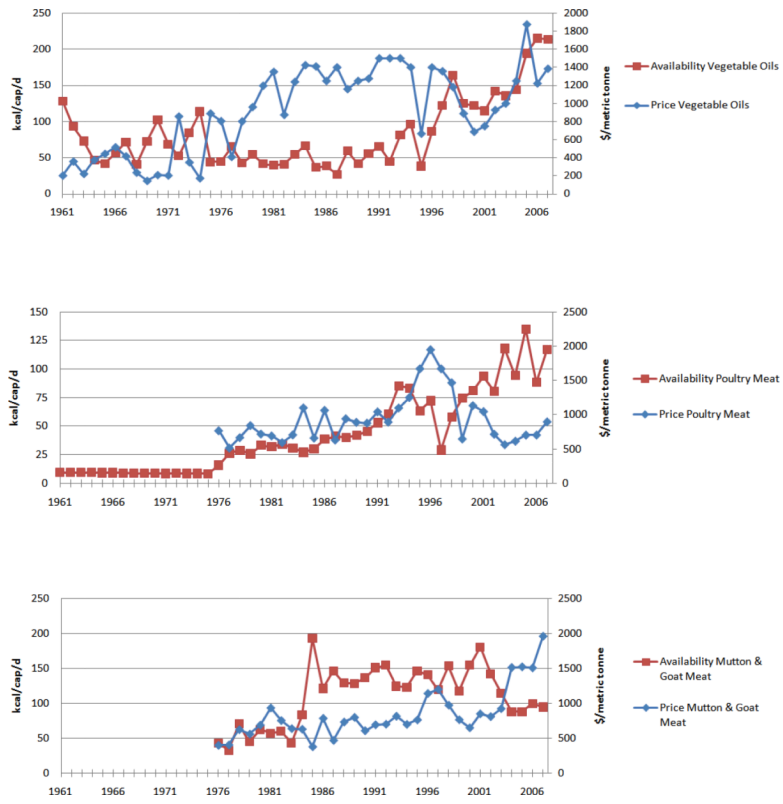 250
200
150
100
50
0
kcal/cap/d
2000
1800
1600
1400
1200
1000
800
600
400
200
0
$/metric tonne
1961 1966 1971 1976 1981 1986 1991 1996 2001 2006
Availability Vegetable Oils
Price Vegetable Oils
150
125
100
75
50
25
0
kcal/cap/d
2500
2000
1500
1000
500
0
$/metric tonne
1961 1966 1971 1976 1981 1986 1991 1996 2001 2006
Availability Poultry Meat
Price Poultry Meat
250
200
150
100
50
0
kcal/cap/d
2500
2000
1500
1000
500
0
$/metric tonne
1961 1966 1971 1976 1981 1986 1991 1996 2001 2006
Availability Mutton &
Goat Meat
Price Mutton & Goat
Meat